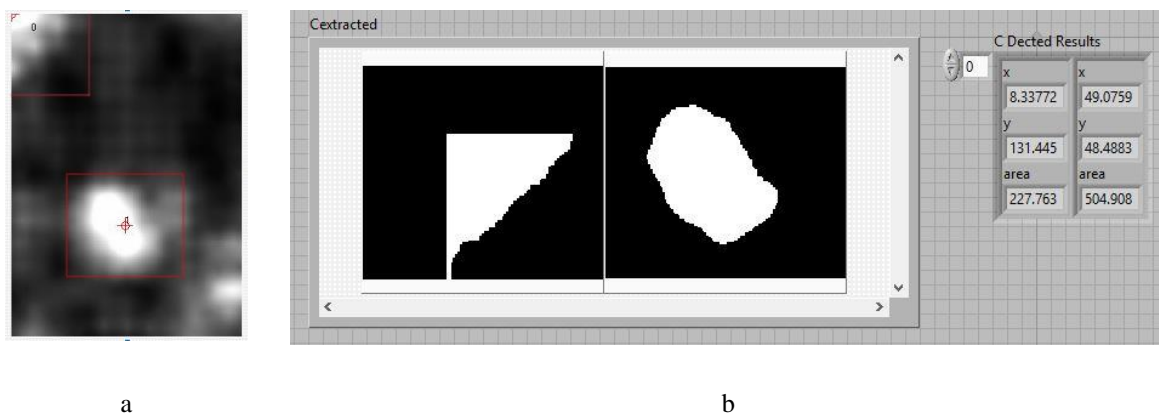 0
1
Cextracted
C Dected Results
0
x x
8.33772 49.0759
y y
131.445 48.4883
area area
227.763 504.908
a b